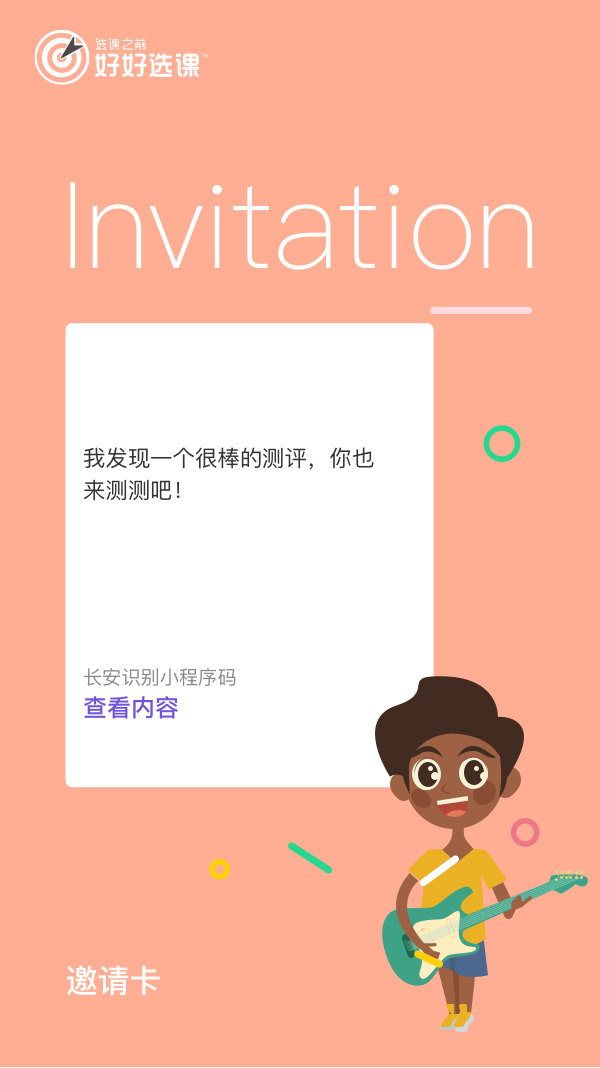 选课之前
好好选课™
Invitation
我发现一个很棒的测评，你也
来测测吧！
长安识别小程序码
查看内容
邀请卡